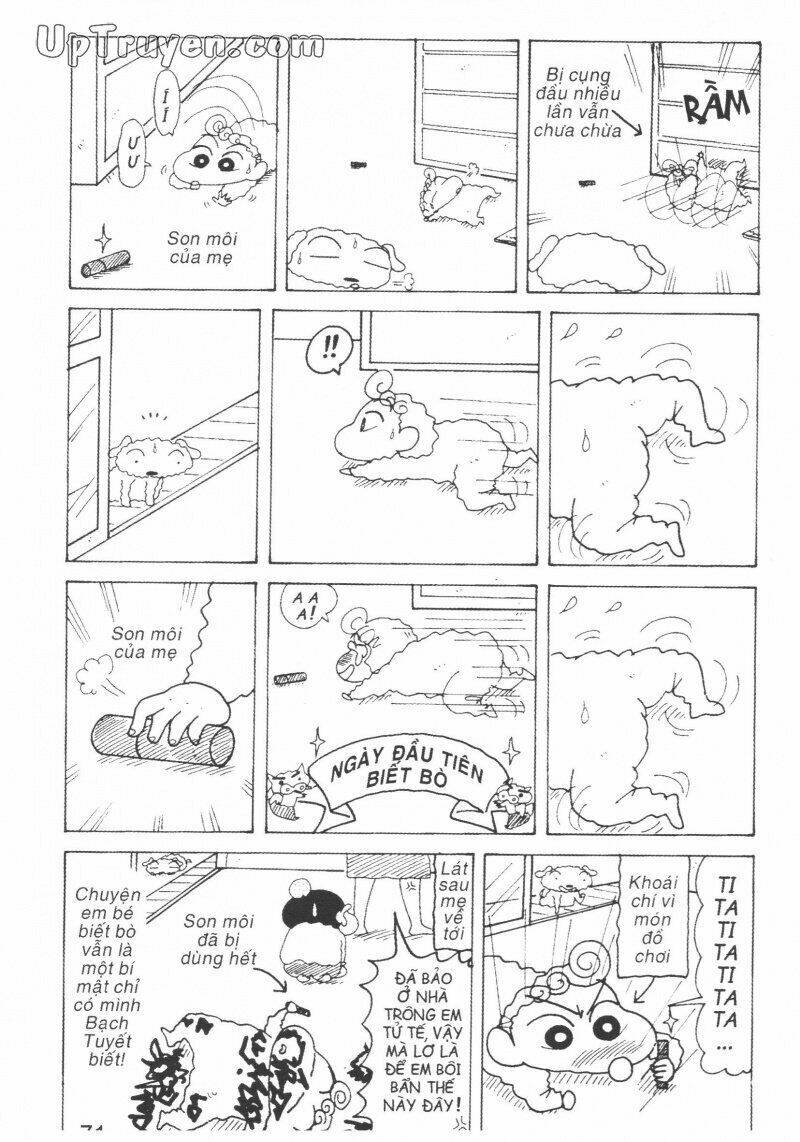 UpTruyen.com
Bị cụng
đầu nhiều
lần vẫn
chưa chừa
RẦM
Í
Í
Ư
Ư
Son môi
của mẹ
!!
A A
A!
Son môi
của mẹ
NGÀY ĐẦU TIÊN
BIẾT BÒ
TI
TA
TI
TA
TI
TA
TA
...
Khoái
chí vì
món
đồ
chơi
Lát
sau
mẹ
về
tới
ĐÃ BẢO
Ở NHÀ
TRÔNG EM
TỬ TẾ, VẬY
MÀ LƠ LÀ
ĐỂ EM BÔI
BẨN THẾ
NÀY ĐÂY!
Son môi
đã bị
dùng hết
Chuyện
em bé
biết bò
vẫn là
một bí
mật chỉ
có mình
Bạch
Tuyết
biết!